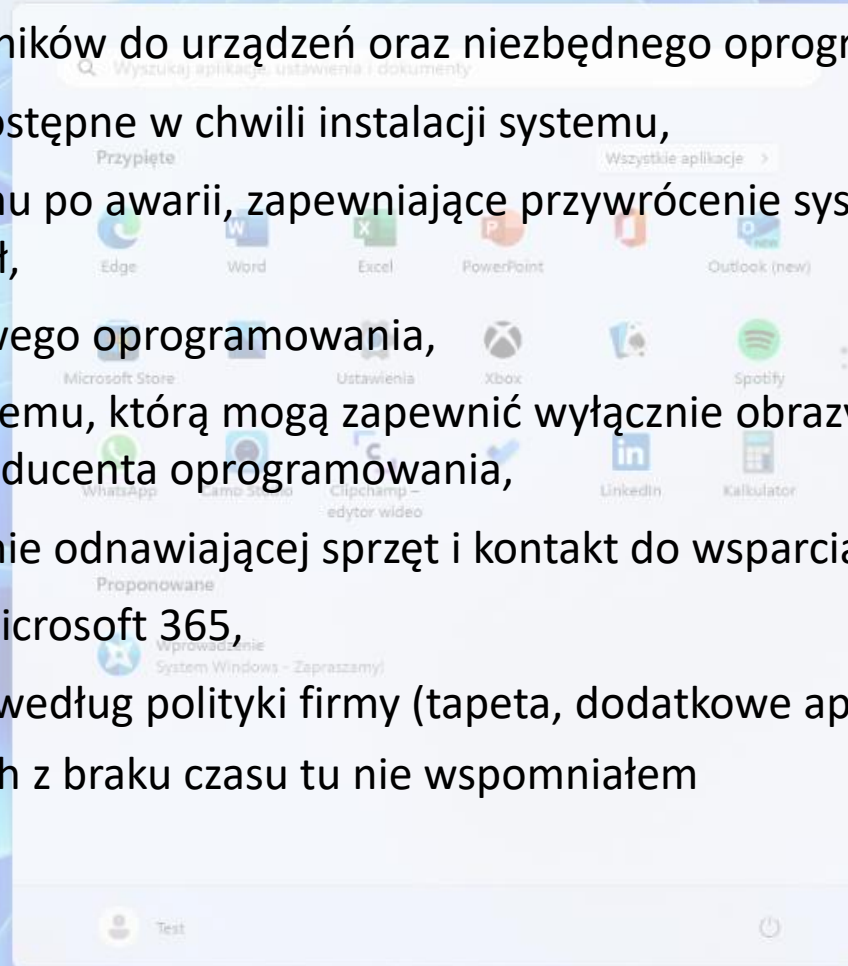 ników do urządzeń oraz niezbędnego oprogr
Wyszukaj aplikacje, ustawienia i dokumenty
ostępne w chwili instalacji systemu,
Przypięte
Wszystkie aplikacje >
nu po awarii, zapewniające przywrócenie sys
ł,
Edge Word Excel PowerPoint Outlook (new)
wego oprogramowania,
Microsoft Store Ustawienia Xbox Spotify
emu, którą mogą zapewnić wyłącznie obrazy
ducenta oprogramowania,
WhatsApp Camo Studio Clipchamp – LinkedIn Kalkulator
edytor wideo
nie odnawiającej sprzęt i kontakt do wsparcia
Proponowane
icrosoft 365,
Wprowadzenie
System Windows - Zapraszamy!
według polityki firmy (tapeta, dodatkowe ap
h z braku czasu tu nie wspomniałem
Test